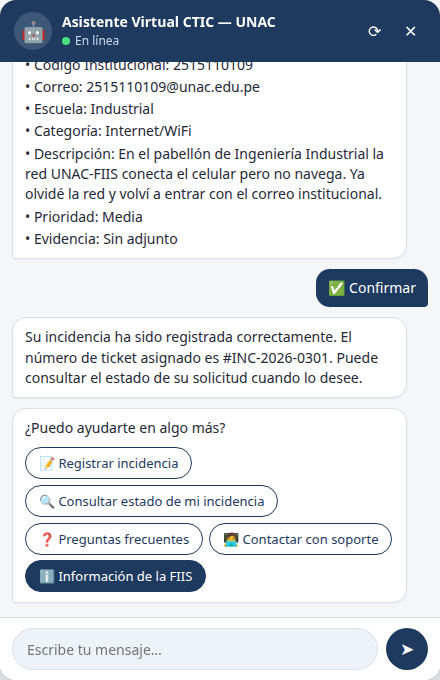 Asistente Virtual CTIC — UNAC
En línea
• Código Institucional: 2515110109
• Correo: 2515110109@unac.edu.pe
• Escuela: Industrial
• Categoría: Internet/WiFi
• Descripción: En el pabellón de Ingeniería Industrial la
red UNAC-FIIS conecta el celular pero no navega. Ya
olvidé la red y volví a entrar con el correo institucional.
• Prioridad: Media
• Evidencia: Sin adjunto
✅ Confirmar
Su incidencia ha sido registrada correctamente. El
número de ticket asignado es #INC-2026-0301. Puede
consultar el estado de su solicitud cuando lo desee.
¿Puedo ayudarte en algo más?
📝 Registrar incidencia
🔍 Consultar estado de mi incidencia
❓ Preguntas frecuentes
🧑‍💻 Contactar con soporte
ℹ️ Información de la FIIS
Escribe tu mensaje...